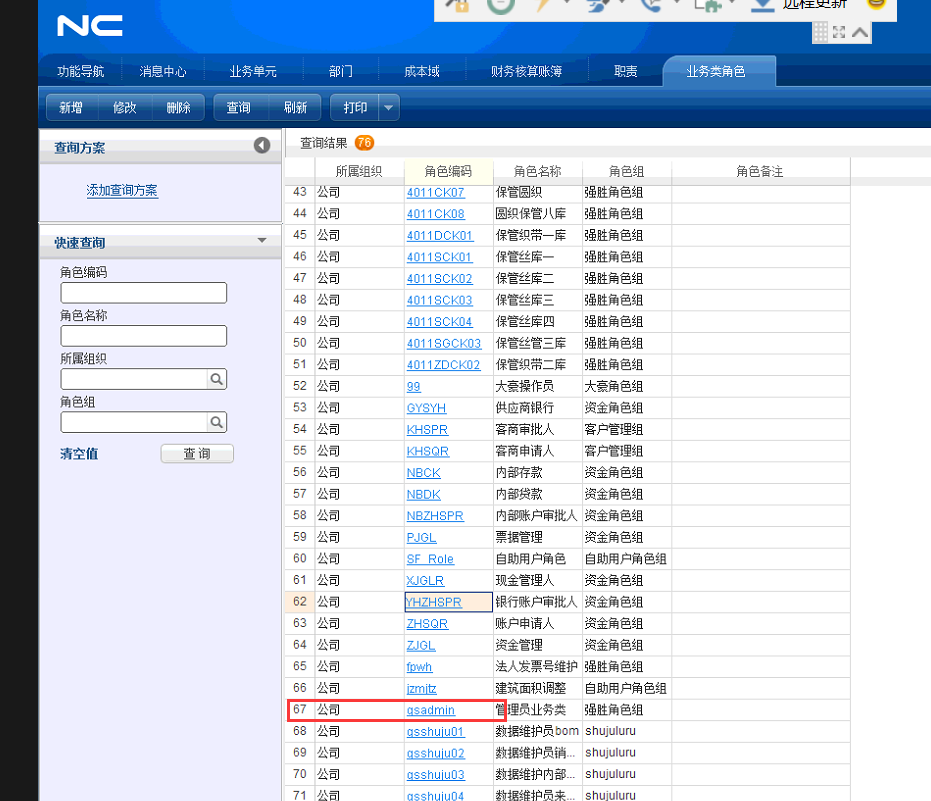 远程更新
NC
功能导航 消息中心 业务单元 部门 成本域 财务核算账簿 职责 业务类角色
新增 修改 删除 查询 刷新 打印
查询方案
添加查询方案
快速查询
角色编码
角色名称
所属组织
角色组
清空值 查询
查询结果 76
所属组织 角色编码 角色名称 角色组 角色备注
43 公司 4011CK07 保管圆织 强胜角色组
44 公司 4011CK08 圆织保管八库 强胜角色组
45 公司 4011DCK01 保管织带一库 强胜角色组
46 公司 4011SCK01 保管丝库一 强胜角色组
47 公司 4011SCK02 保管丝库二 强胜角色组
48 公司 4011SCK03 保管丝库三 强胜角色组
49 公司 4011SCK04 保管丝库四 强胜角色组
50 公司 4011SGCK03 保管丝管三库 强胜角色组
51 公司 4011ZDCK02 保管织带二库 强胜角色组
52 公司 99 大豪操作员 大豪角色组
53 公司 GYSYH 供应商银行 资金角色组
54 公司 KHSPR 客商审批人 客户管理组
55 公司 KHSQR 客商申请人 客户管理组
56 公司 NBCK 内部存款 资金角色组
57 公司 NBDK 内部贷款 资金角色组
58 公司 NBZHSPR 内部账户审批人 资金角色组
59 公司 PJGL 票据管理 资金角色组
60 公司 SF_Role 自助用户角色 自助用户角色组
61 公司 XJGLR 现金管理人 资金角色组
62 公司 YHZHSPR 银行账户审批人 资金角色组
63 公司 ZHSQR 账户申请人 资金角色组
64 公司 ZJGL 资金管理 资金角色组
65 公司 fpwh 法人发票号维护 强胜角色组
66 公司 jzmjtz 建筑面积调整 自助用户角色组
67 公司 qsadmin 管理员业务类 强胜角色组
68 公司 qsshuju01 数据维护员bom shujuluru
69 公司 qsshuju02 数据维护员销... shujuluru
70 公司 qsshuju03 数据维护内部... shujuluru
71 公司 qsshuju04 数据维护员来... shujuluru